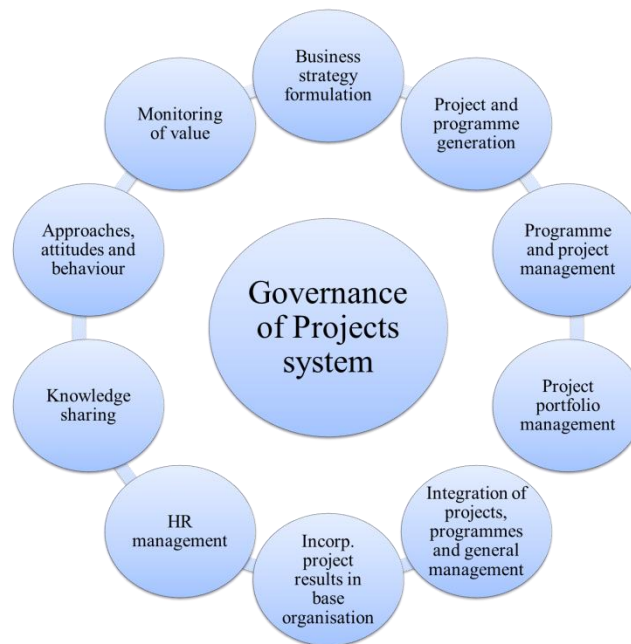 Business
strategy
formulation
Project and
programme
generation
Programme
and project
management
Project
portfolio
management
Integration of
projects,
programmes
and general
management
Incorp.
project
results in
base
organisation
HR
management
Knowledge
sharing
Approaches,
attitudes and
behaviour
Monitoring
of value
Governance
of Projects
system